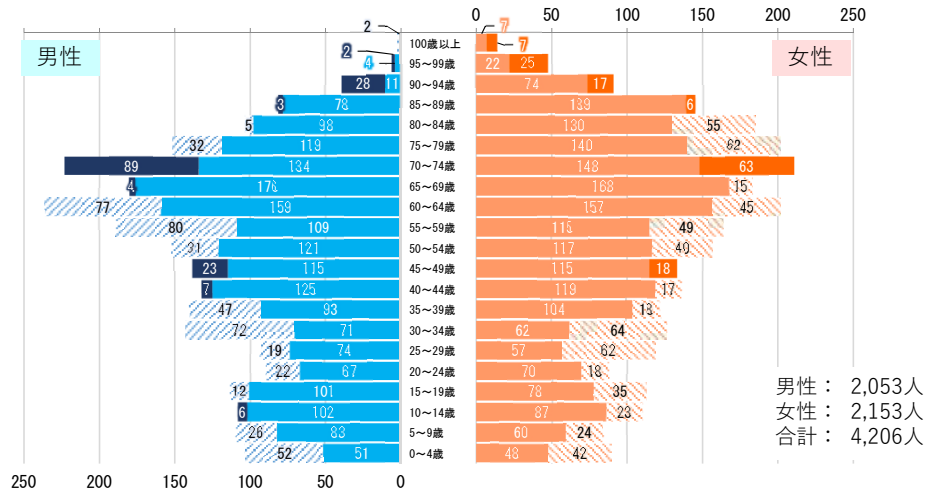 0 50 100 150 200 250
2 7
男性 100歳以上 7 女性
2 4 95～99歳 22 25
28 11 90～94歳 74 17
3 78 85～89歳 139 6
5 98 80～84歳 130 55
32 119 75～79歳 140 62
89 134 70～74歳 148 63
4 176 65～69歳 168 15
77 159 60～64歳 157 45
80 109 55～59歳 115 49
31 121 50～54歳 117 40
23 115 45～49歳 115 18
7 125 40～44歳 119 17
47 93 35～39歳 104 18
72 71 30～34歳 62 64
19 74 25～29歳 57 62
22 67 20～24歳 70 18
12 101 15～19歳 78 35
6 102 10～14歳 87 23
26 83 5～9歳 60 24
52 51 0～4歳 48 42
男性： 2,053人
女性： 2,153人
合計： 4,206人
250 200 150 100 50 0